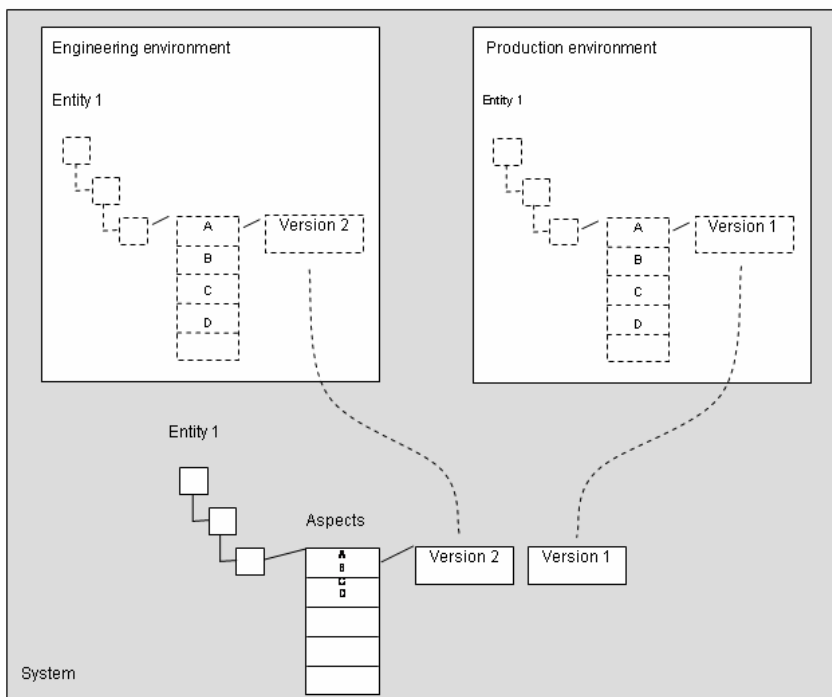 Engineering environment
Entity 1
A
Version 2
B
C
D
Production environment
Entity 1
A
Version 1
B
C
D
Entity 1
Aspects
A
B
C
D
Version 2
Version 1
System